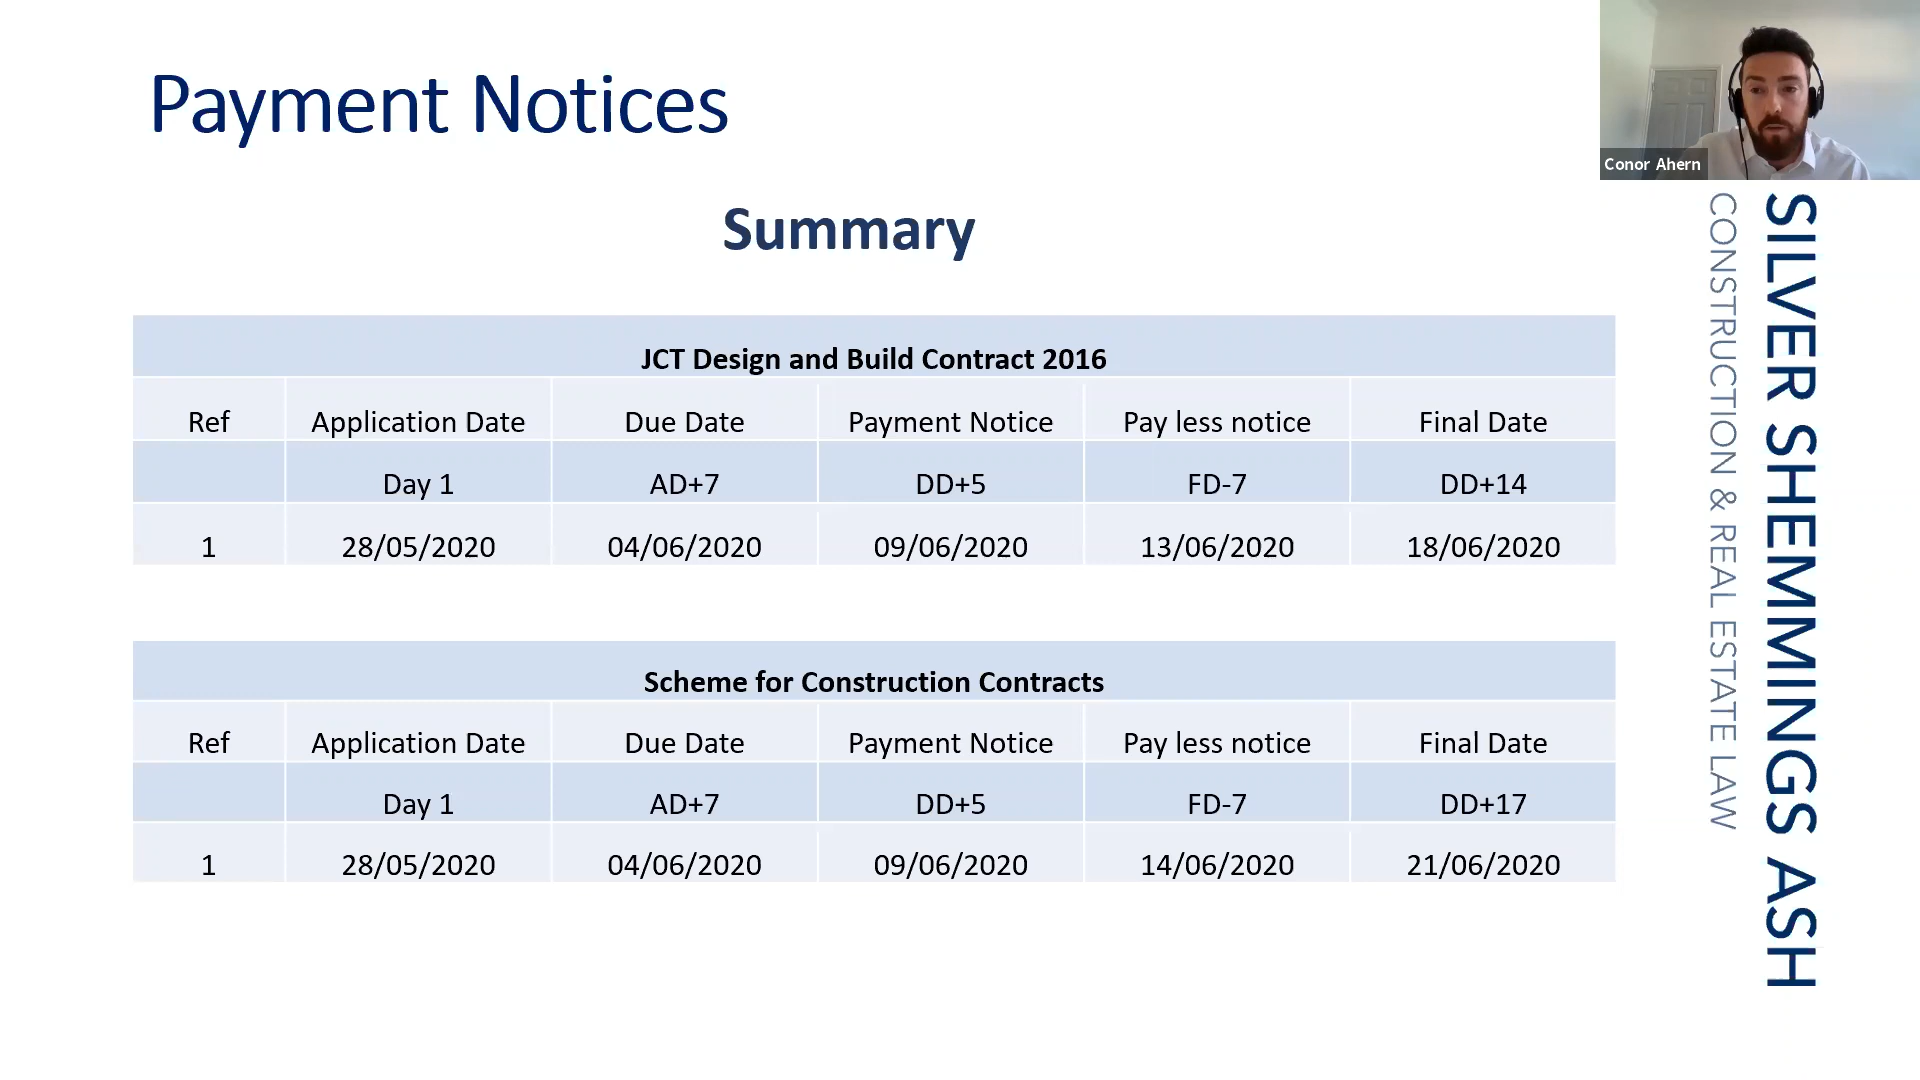 Payment Notices
Conor Ahern
Summary
JCT Design and Build Contract 2016
Ref Application Date Due Date Payment Notice Pay less notice Final Date
Day 1 AD+7 DD+5 FD-7 DD+14
1 28/05/2020 04/06/2020 09/06/2020 13/06/2020 18/06/2020
Scheme for Construction Contracts
Ref Application Date Due Date Payment Notice Pay less notice Final Date
Day 1 AD+7 DD+5 FD-7 DD+17
1 28/05/2020 04/06/2020 09/06/2020 14/06/2020 21/06/2020
SILVER SHEMMINGS ASH
CONSTRUCTION & REAL ESTATE LAW